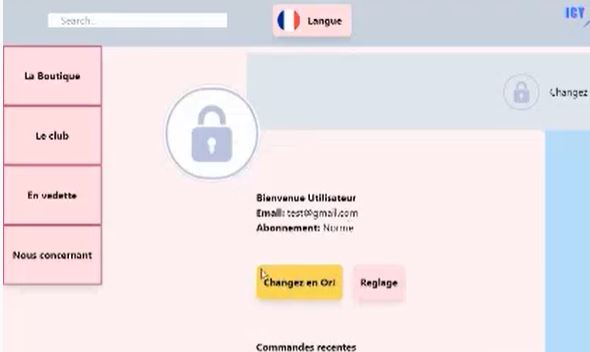 Search...
Langue
IGY
La Boutique
Changez
Le club
En vedette
Bienvenue Utilisateur
Email: test@gmail.com
Abonnement: Norme
Nous concernant
Changez en Or!
Reglage
Commandes recentes